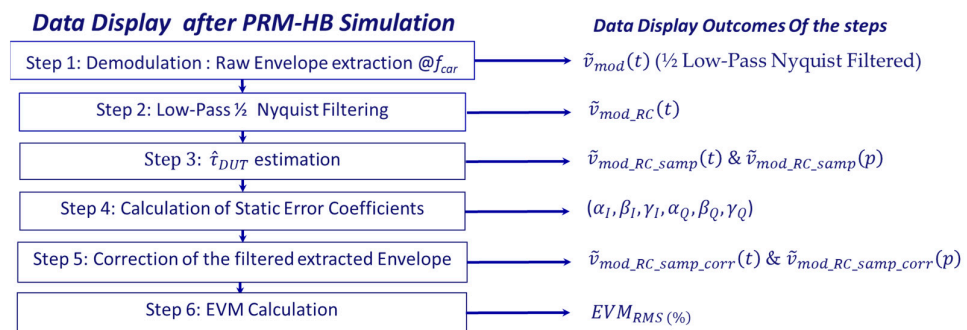 Data Display after PRM-HB Simulation
Data Display Outcomes Of the steps
Step 1: Demodulation : Raw Envelope extraction @f_car
ṽ_mod(t) (½ Low-Pass Nyquist Filtered)
Step 2: Low-Pass ½ Nyquist Filtering
ṽ_mod_RC(t)
Step 3: τ̂_DUT estimation
ṽ_mod_RC_samp(t) & ṽ_mod_RC_samp(p)
Step 4: Calculation of Static Error Coefficients
(α_I, β_I, γ_I, α_Q, β_Q, γ_Q)
Step 5: Correction of the filtered extracted Envelope
ṽ_mod_RC_samp_corr(t) & ṽ_mod_RC_samp_corr(p)
Step 6: EVM Calculation
EVM_RMS (%)